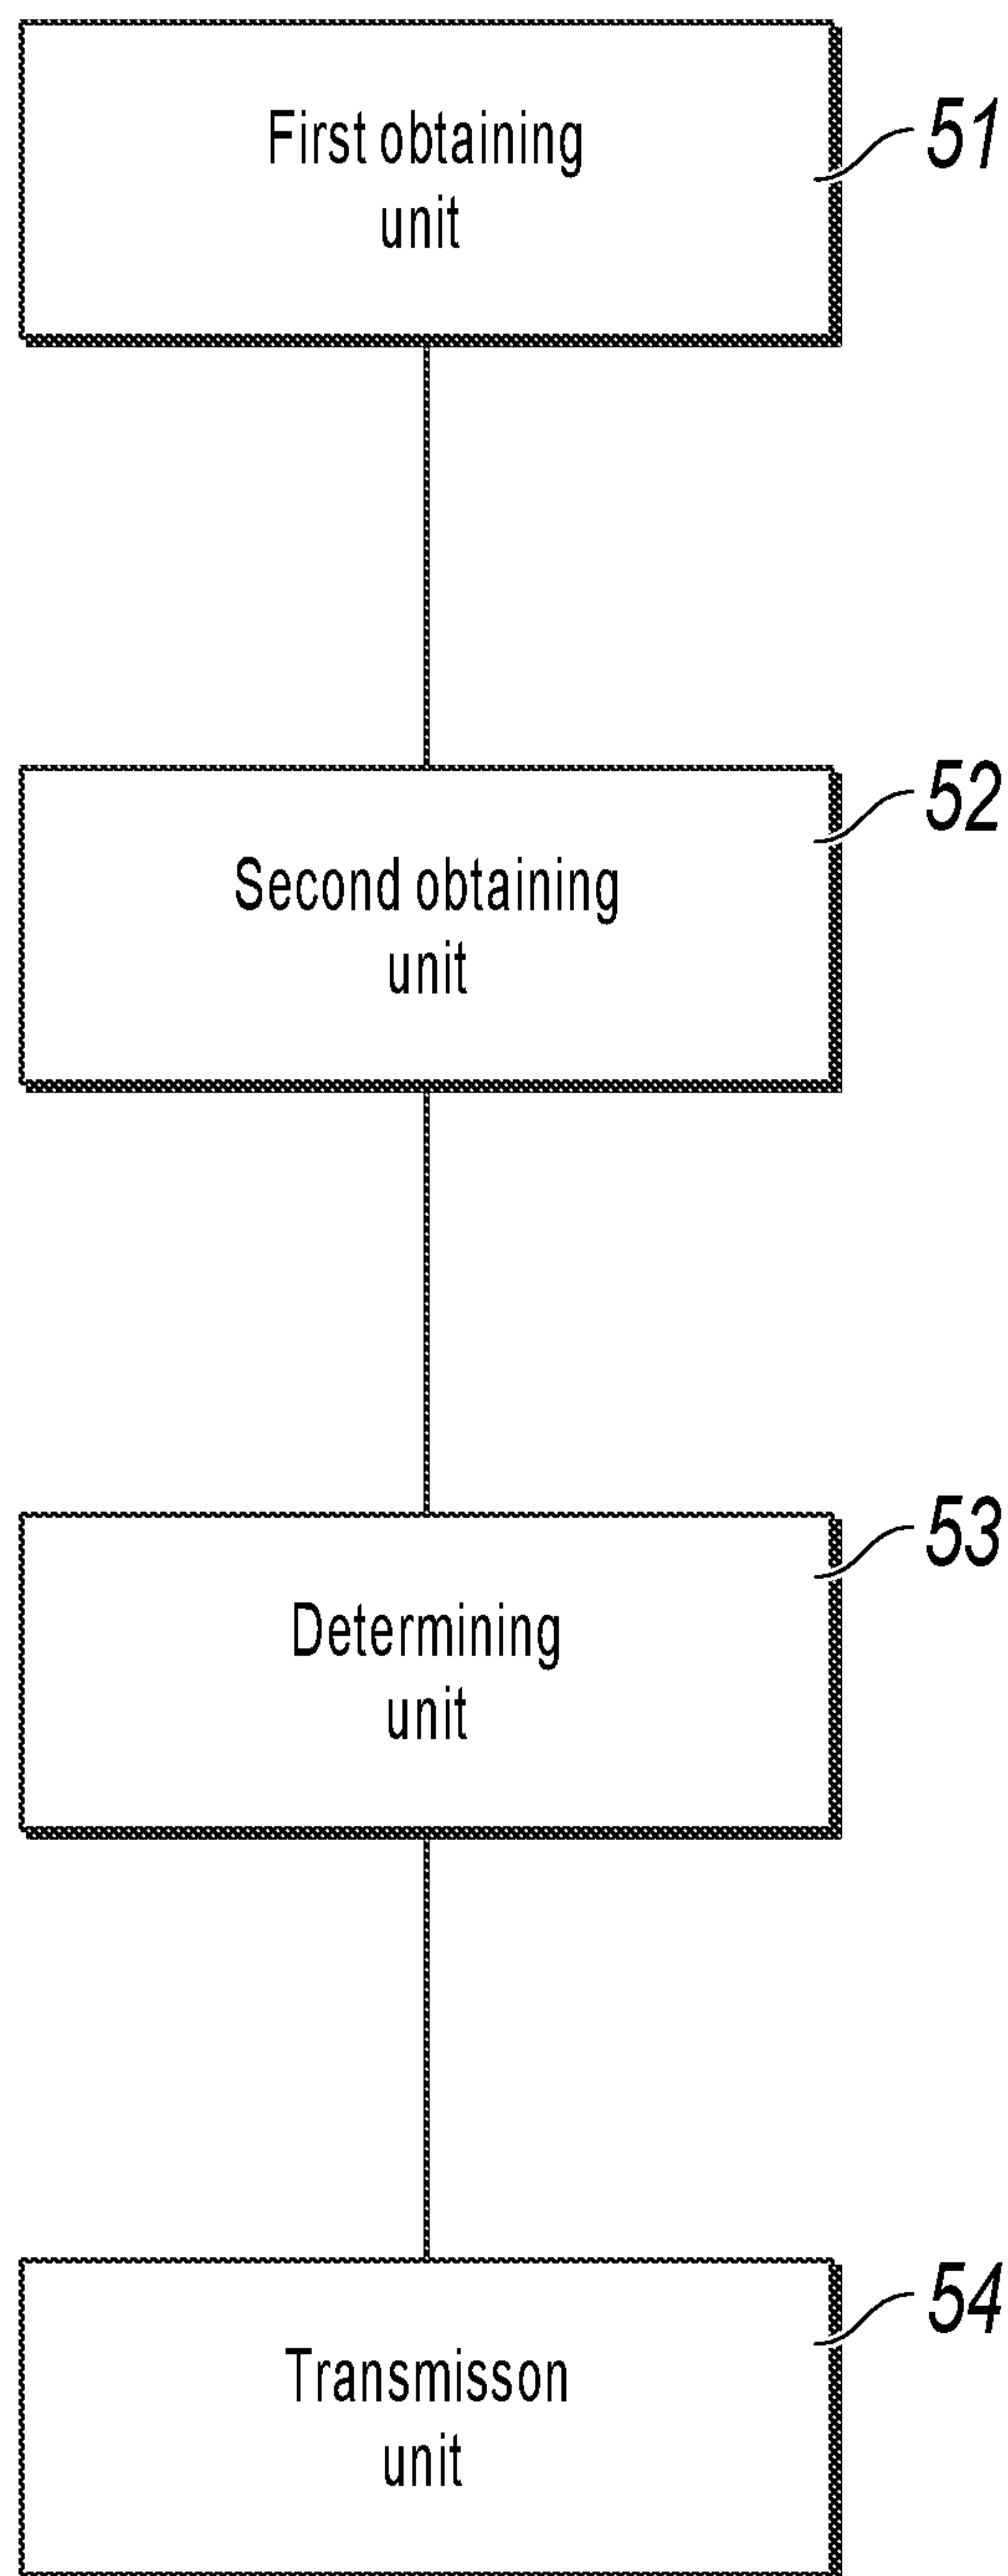 First obtaining
unit
51
Second obtaining
unit
52
Determining
unit
53
Transmisson
unit
54